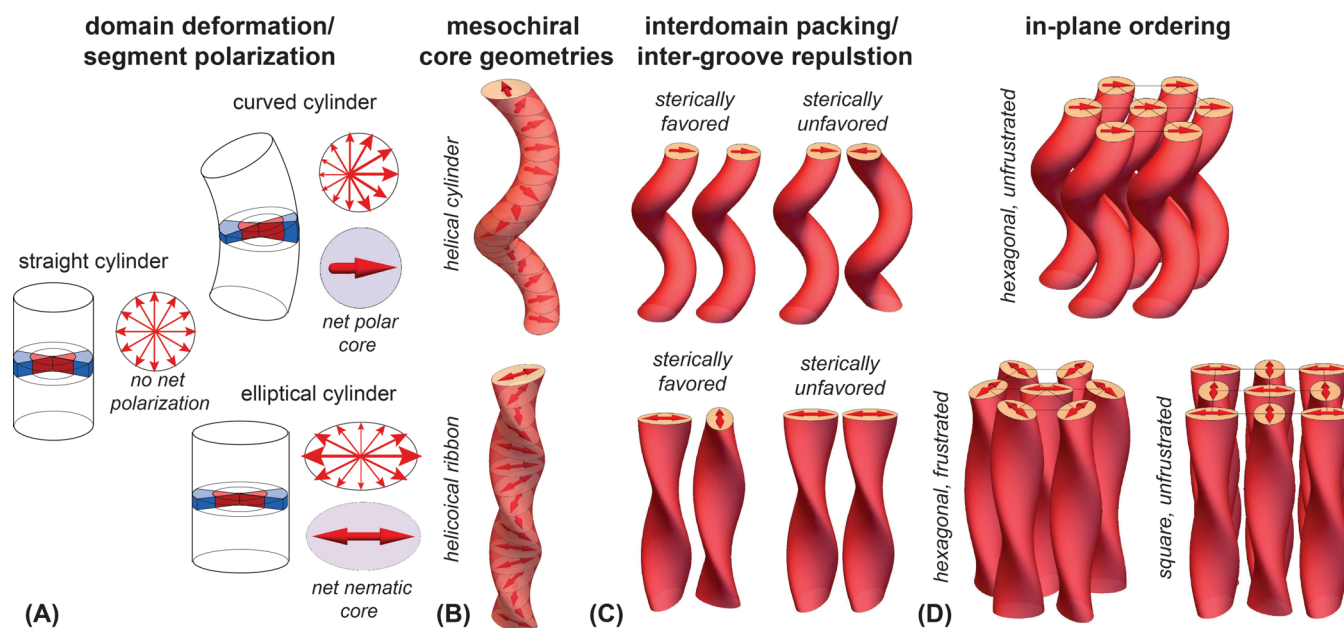 domain deformation/
segment polarization
mesochiral
core geometries
interdomain packing/
inter-groove repulstion
in-plane ordering
curved cylinder
net polar
core
straight cylinder
no net
polarization
elliptical cylinder
net nematic
core
(A)
helical cylinder
helicoical ribbon
(B)
sterically
favored
sterically
unfavored
sterically
favored
sterically
unfavored
(C)
hexagonal, unfrustrated
hexagonal, frustrated
square, unfrustrated
(D)